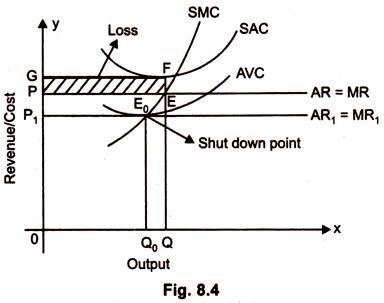 y
SMC
SAC
Loss
AVC
G
F
P
E
AR = MR
E₀
P₁
AR₁ = MR₁
Shut down point
Revenue/Cost
0
Q₀ Q
x
Output
Fig. 8.4